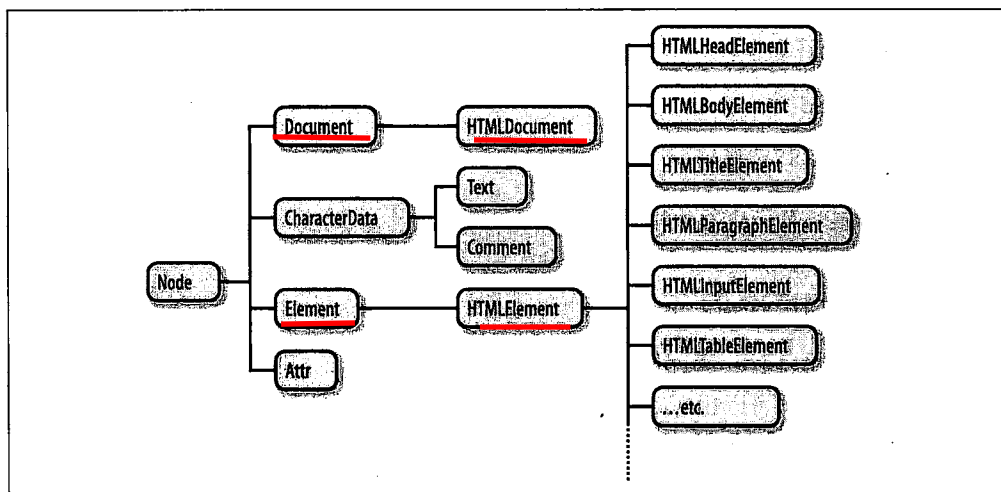 HTMLHeadElement
HTMLBodyElement
Document
HTMLDocument
HTMLTitleElement
Text
CharacterData
HTMLParagraphElement
Comment
Node
HTMLInputElement
Element
HTMLElement
HTMLTableElement
Attr
...etc.